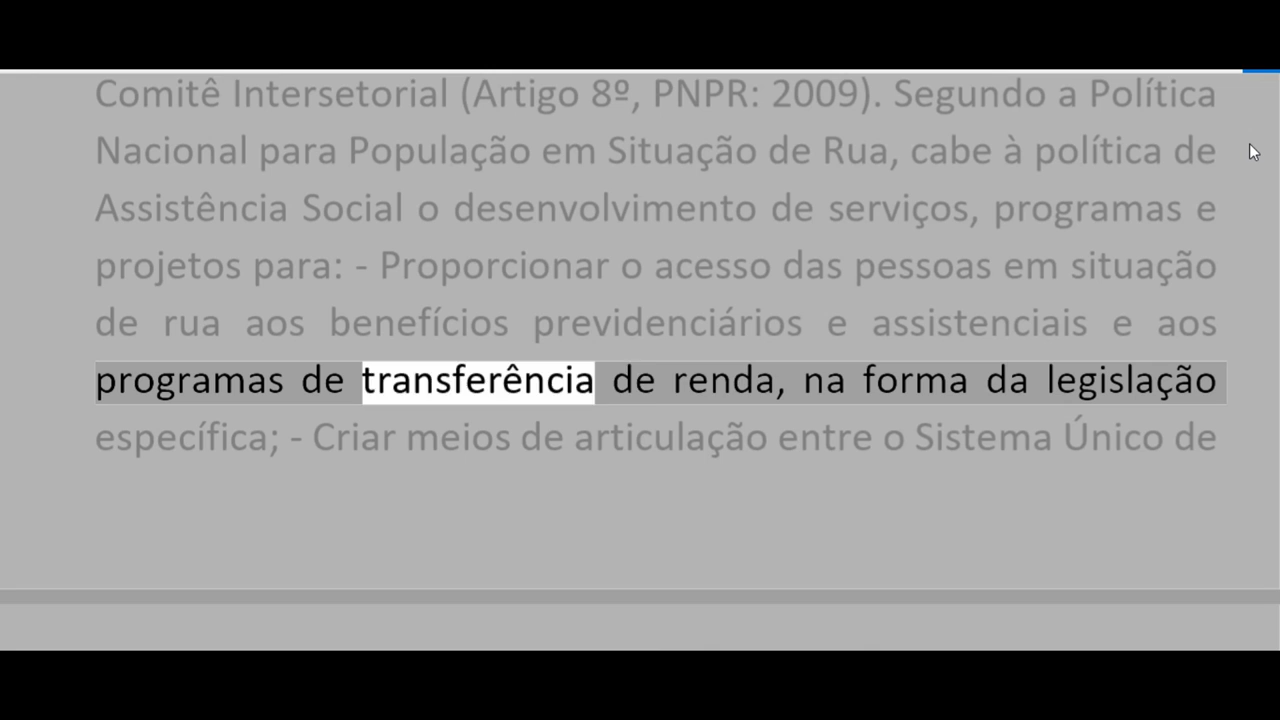 Comitê Intersetorial (Artigo 8º, PNPR: 2009). Segundo a Política
Nacional para População em Situação de Rua, cabe à política de
Assistência Social o desenvolvimento de serviços, programas e
projetos para: - Proporcionar o acesso das pessoas em situação
de rua aos benefícios previdenciários e assistenciais e aos
programas de transferência de renda, na forma da legislação
específica; - Criar meios de articulação entre o Sistema Único de